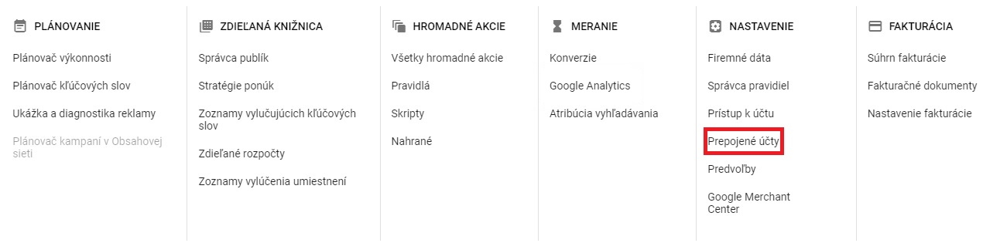 PLÁNOVANIE
Plánovač výkonnosti
Plánovač kľúčových slov
Ukážka a diagnostika reklamy
Plánovač kampaní v Obsahovej
sieti
ZDIEĽANÁ KNIŽNICA
Správca publík
Stratégie ponúk
Zoznamy vylučujúcich kľúčových
slov
Zdieľané rozpočty
Zoznamy vylúčenia umiestnení
HROMADNÉ AKCIE
Všetky hromadné akcie
Pravidlá
Skripty
Nahrané
MERANIE
Konverzie
Google Analytics
Atribúcia vyhľadávania
NASTAVENIE
Firemné dáta
Správca pravidiel
Prístup k účtu
Prepojené účty
Predvoľby
Google Merchant
Center
FAKTURÁCIA
Súhrn fakturácie
Fakturačné dokumenty
Nastavenie fakturácie